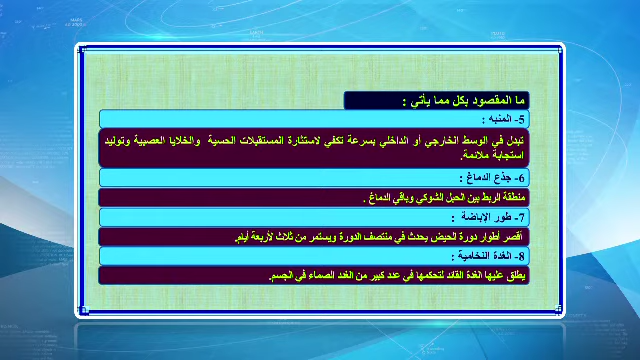 ما المقصود بكل مما يأتي :
5- المنبه :
تبدل في الوسط الخارجي أو الداخلي بسرعة تكفي لاستثارة المستقبلات الحسية والخلايا العصبية وتوليد
استجابة ملائمة.
6- جذع الدماغ :
منطقة الربط بين الحبل الشوكي وباقي الدماغ .
7- طور الإباضة :
أقصر أطوار دورة الحيض يحدث في منتصف الدورة ويستمر من ثلاث لأربعة أيام.
8- الغدة النخامية :
يطلق عليها الغدة القائد لتحكمها في عدد كبير من الغدد الصماء في الجسم.